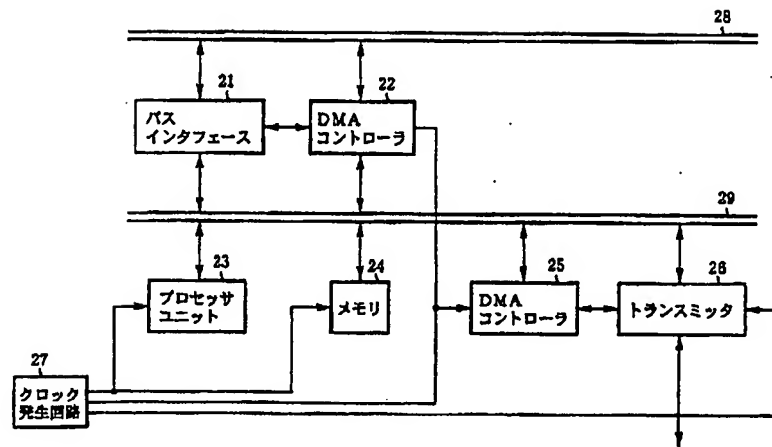 28
21
22
バス
インタフェース
DMA
コントローラ
29
23
24
25
26
プロセッサ
ユニット
メモリ
DMA
コントローラ
トランスミッタ
27
クロック
発生回路